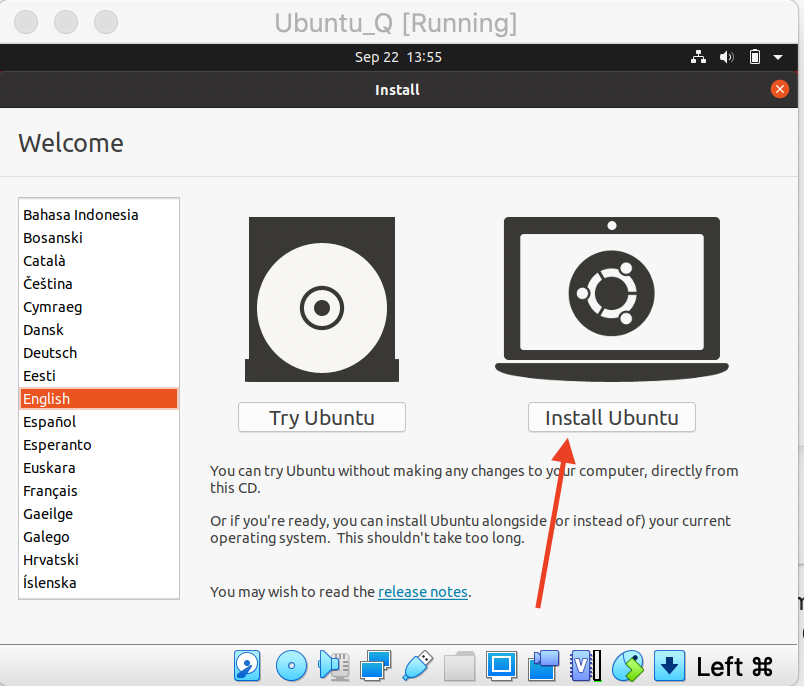 Ubuntu_Q [Running]
Sep 22 13:55
Install
Welcome
Bahasa Indonesia
Bosanski
Català
Čeština
Cymraeg
Dansk
Deutsch
Eesti
English
Español
Esperanto
Euskara
Français
Gaeilge
Galego
Hrvatski
Íslenska
Try Ubuntu
Install Ubuntu
You can try Ubuntu without making any changes to your computer, directly from
this CD.
Or if you're ready, you can install Ubuntu alongside (or instead of) your current
operating system. This shouldn't take too long.
You may wish to read the release notes.
Left ⌘